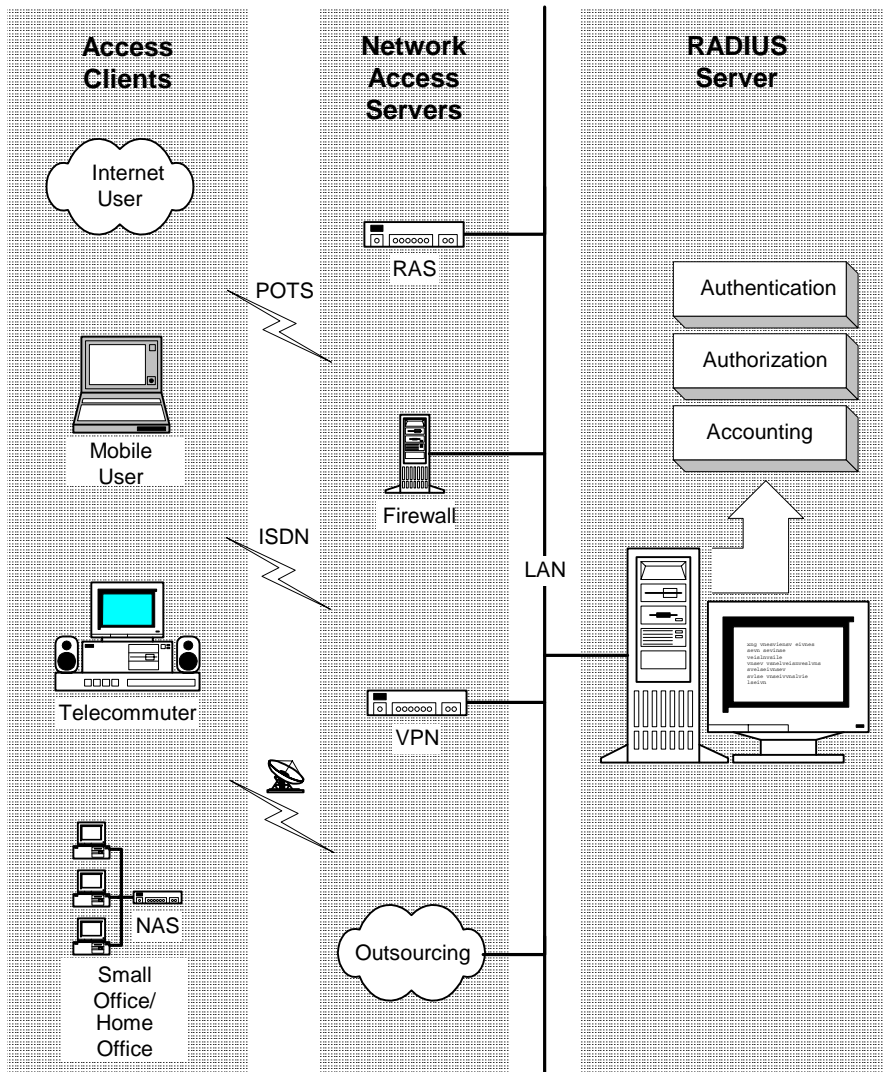 Access
Clients
Network
Access
Servers
RADIUS
Server
Internet
User
RAS
POTS
Authentication
Authorization
Accounting
Mobile
User
Firewall
ISDN
LAN
Telecommuter
VPN
NAS
Small
Office/
Home
Office
Outsourcing